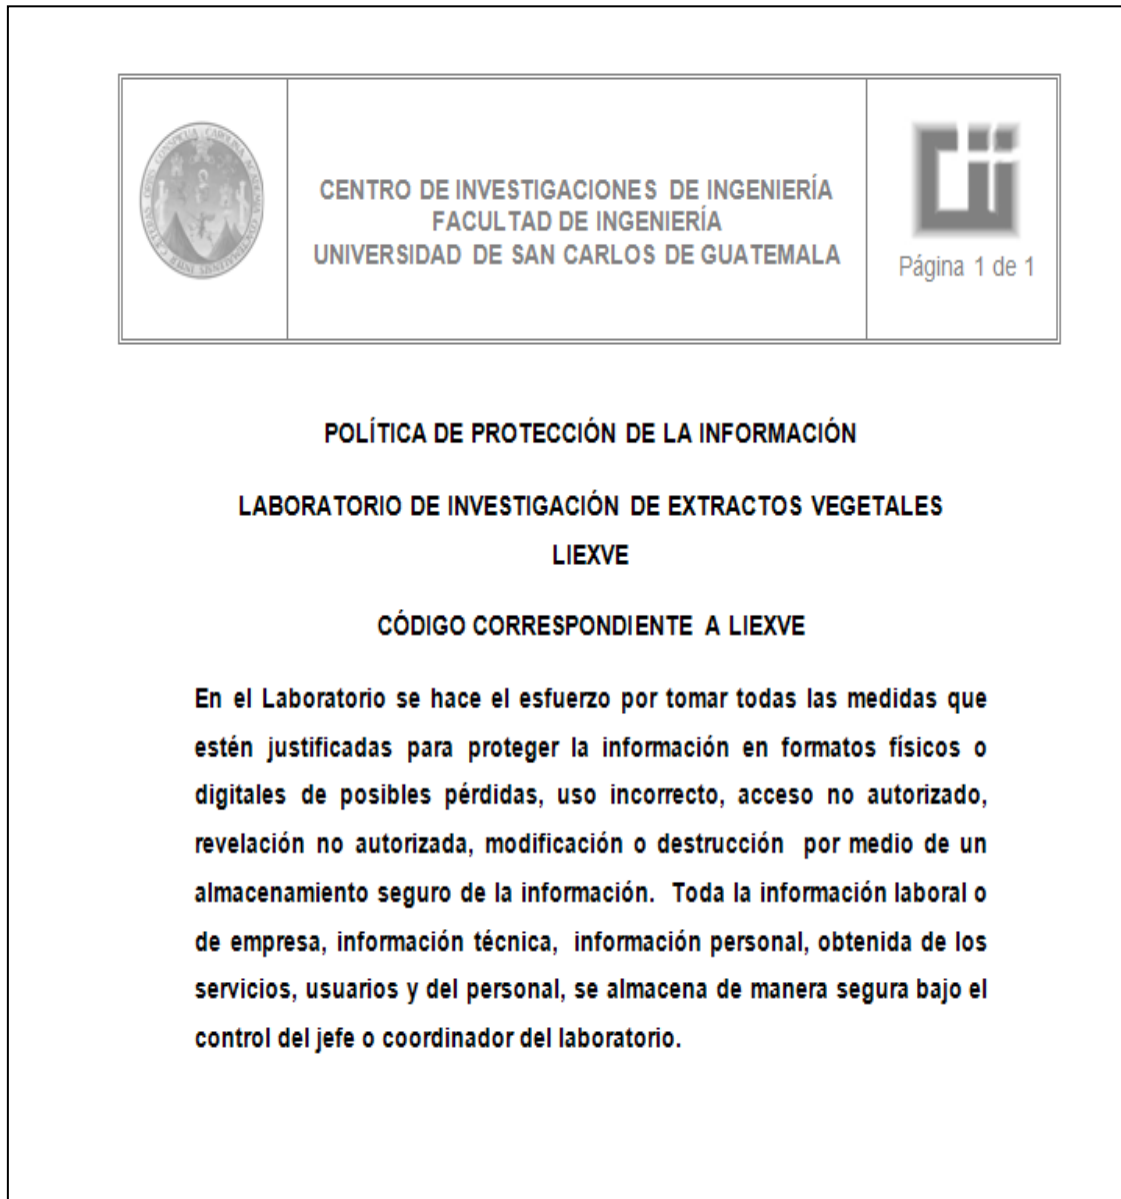 CENTRO DE INVESTIGACIONES DE INGENIERÍA
FACULTAD DE INGENIERÍA
UNIVERSIDAD DE SAN CARLOS DE GUATEMALA
Página 1 de 1
POLÍTICA DE PROTECCIÓN DE LA INFORMACIÓN
LABORATORIO DE INVESTIGACIÓN DE EXTRACTOS VEGETALES
LIEXVE
CÓDIGO CORRESPONDIENTE A LIEXVE
En el Laboratorio se hace el esfuerzo por tomar todas las medidas que
estén justificadas para proteger la información en formatos físicos o
digitales de posibles pérdidas, uso incorrecto, acceso no autorizado,
revelación no autorizada, modificación o destrucción por medio de un
almacenamiento seguro de la información. Toda la información laboral o
de empresa, información técnica, información personal, obtenida de los
servicios, usuarios y del personal, se almacena de manera segura bajo el
control del jefe o coordinador del laboratorio.